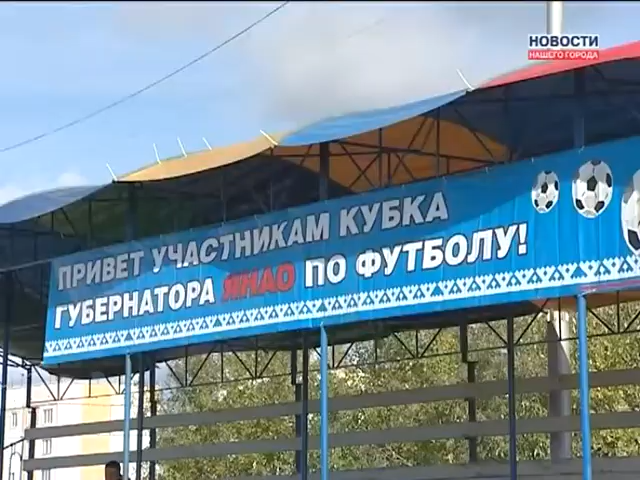 НОВОСТИ
НАШЕГО ГОРОДА
ПРИВЕТ УЧАСТНИКАМ КУБКА
ГУБЕРНАТОРА ЯНАО ПО ФУТБОЛУ!